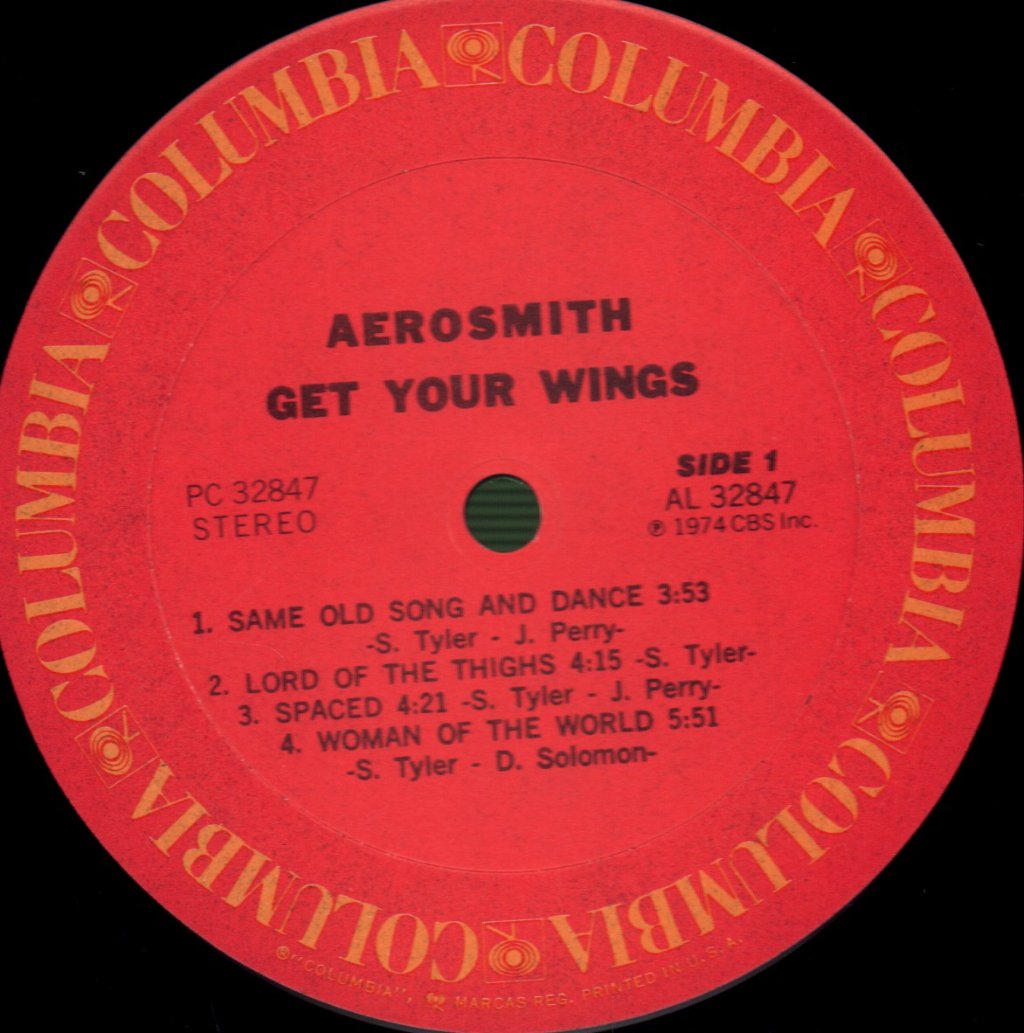 COLUMBIA COLUMBIA COLUMBIA COLUMBIA COLUMBIA COLUMBIA
AEROSMITH
GET YOUR WINGS
PC 32847
STEREO
SIDE 1
AL 32847
℗ 1974 CBS Inc.
1. SAME OLD SONG AND DANCE 3:53
-S. Tyler - J. Perry-
2. LORD OF THE THIGHS 4:15 -S. Tyler-
3. SPACED 4:21 -S. Tyler - J. Perry-
4. WOMAN OF THE WORLD 5:51
-S. Tyler - D. Solomon-
®"COLUMBIA", MARCAS REG. PRINTED IN U.S.A.